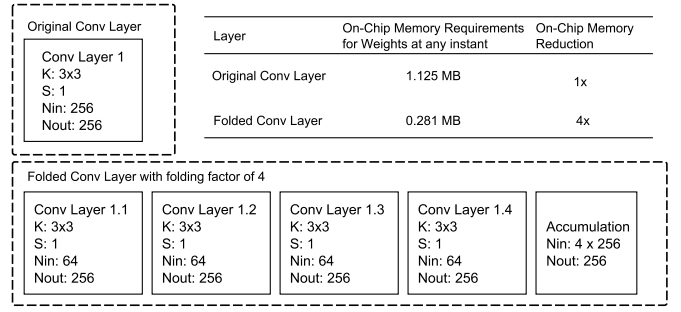 Original Conv Layer
Conv Layer 1
K: 3x3
S: 1
Nin: 256
Nout: 256
Layer
On-Chip Memory Requirements for Weights at any instant
On-Chip Memory Reduction
Original Conv Layer 1.125 MB 1x
Folded Conv Layer 0.281 MB 4x
Folded Conv Layer with folding factor of 4
Conv Layer 1.1
K: 3x3
S: 1
Nin: 64
Nout: 256
Conv Layer 1.2
K: 3x3
S: 1
Nin: 64
Nout: 256
Conv Layer 1.3
K: 3x3
S: 1
Nin: 64
Nout: 256
Conv Layer 1.4
K: 3x3
S: 1
Nin: 64
Nout: 256
Accumulation
Nin: 4 x 256
Nout: 256